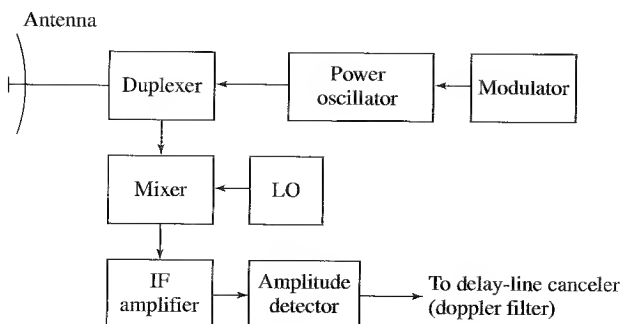 Antenna
Duplexer
Power
oscillator
Modulator
Mixer
LO
IF
amplifier
Amplitude
detector
To delay-line canceler
(doppler filter)